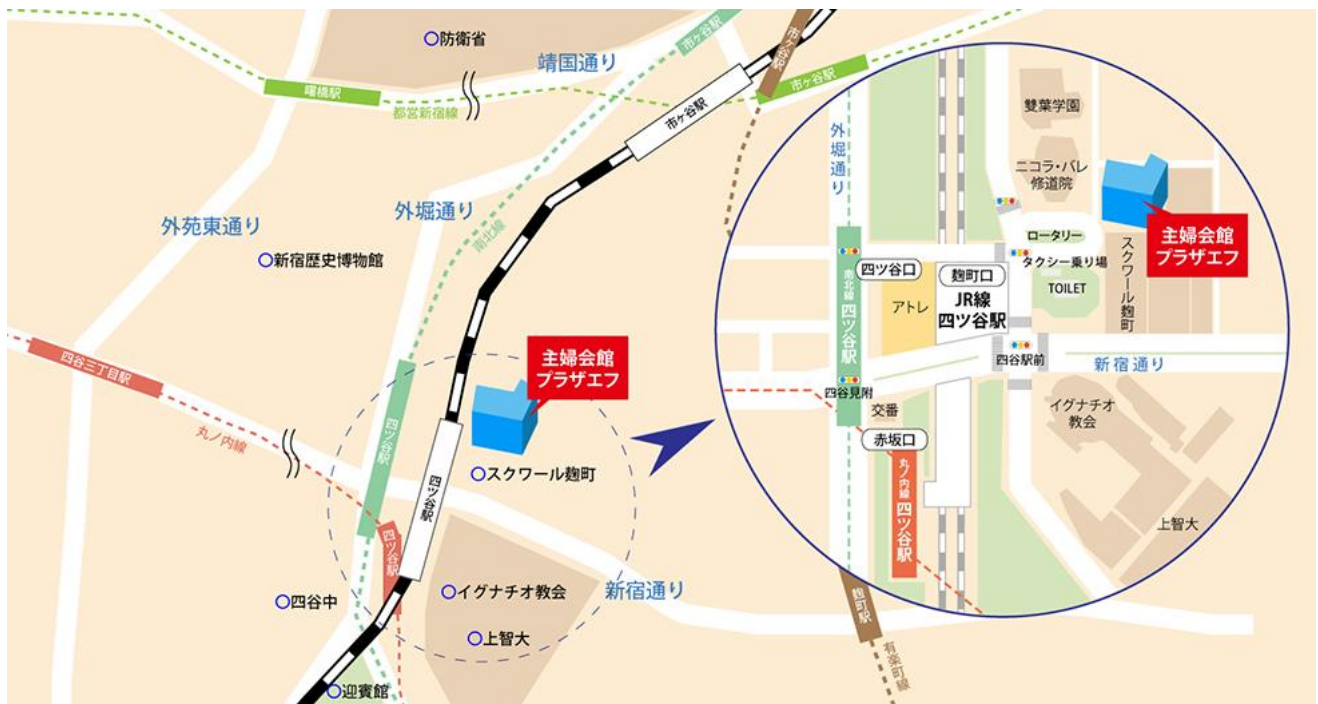 防衛省
靖国通り
市ヶ谷駅
市ヶ谷駅
市ヶ谷駅
市ヶ谷駅
曙橋駅
都営新宿線
外苑東通り
外堀通り
南北線
新宿歴史博物館
四谷三丁目駅
丸ノ内線
主婦会館
プラザエフ
四ツ谷駅
四ツ谷駅
四ツ谷駅
スクワール麹町
イグナチオ教会
上智大
新宿通り
四谷中
迎賓館
麹町駅
有楽町線
外堀通り
雙葉学園
ニコラ・バレ
修道院
主婦会館
プラザエフ
ロータリー
タクシー乗り場
TOILET
スクワール麹町
四ツ谷口
麹町口
アトレ
JR線
四ツ谷駅
南北線 四ツ谷駅
四谷駅前
新宿通り
四谷見附
交番
赤坂口
丸ノ内線 四ツ谷駅
イグナチオ
教会
上智大